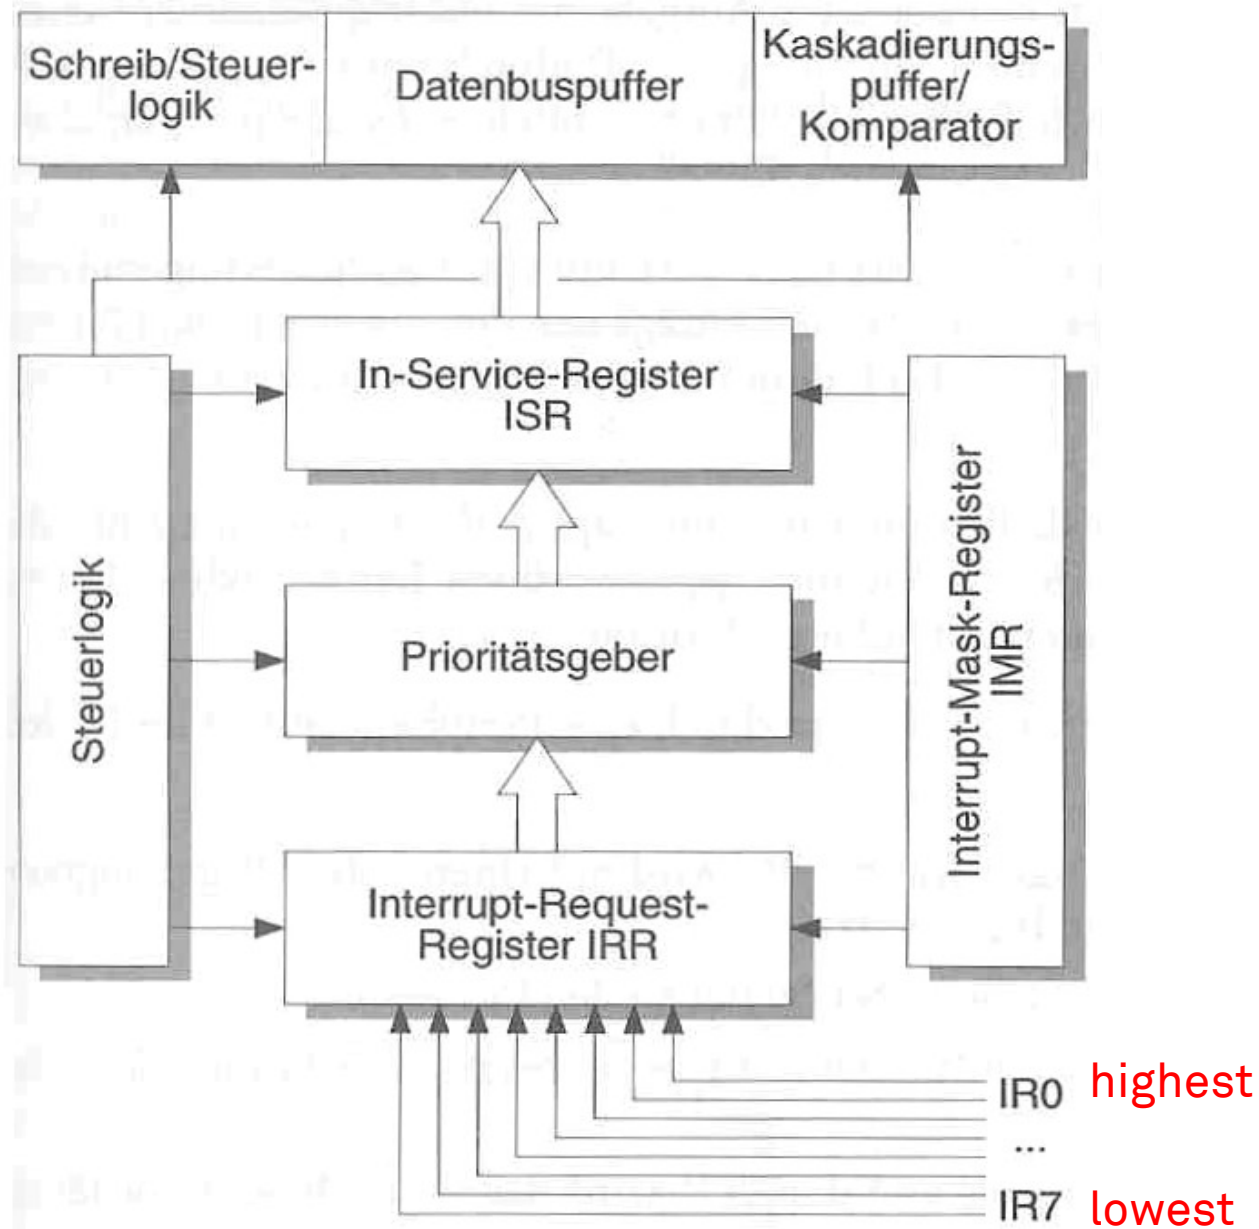 Schreib/Steuer-
logik
Datenbuspuffer
Kaskadierungs-
puffer/
Komparator
In-Service-Register
ISR
Steuerlogik
Interrupt-Mask-Register
IMR
Prioritätsgeber
Interrupt-Request-
Register IRR
IR0 highest
...
IR7 lowest